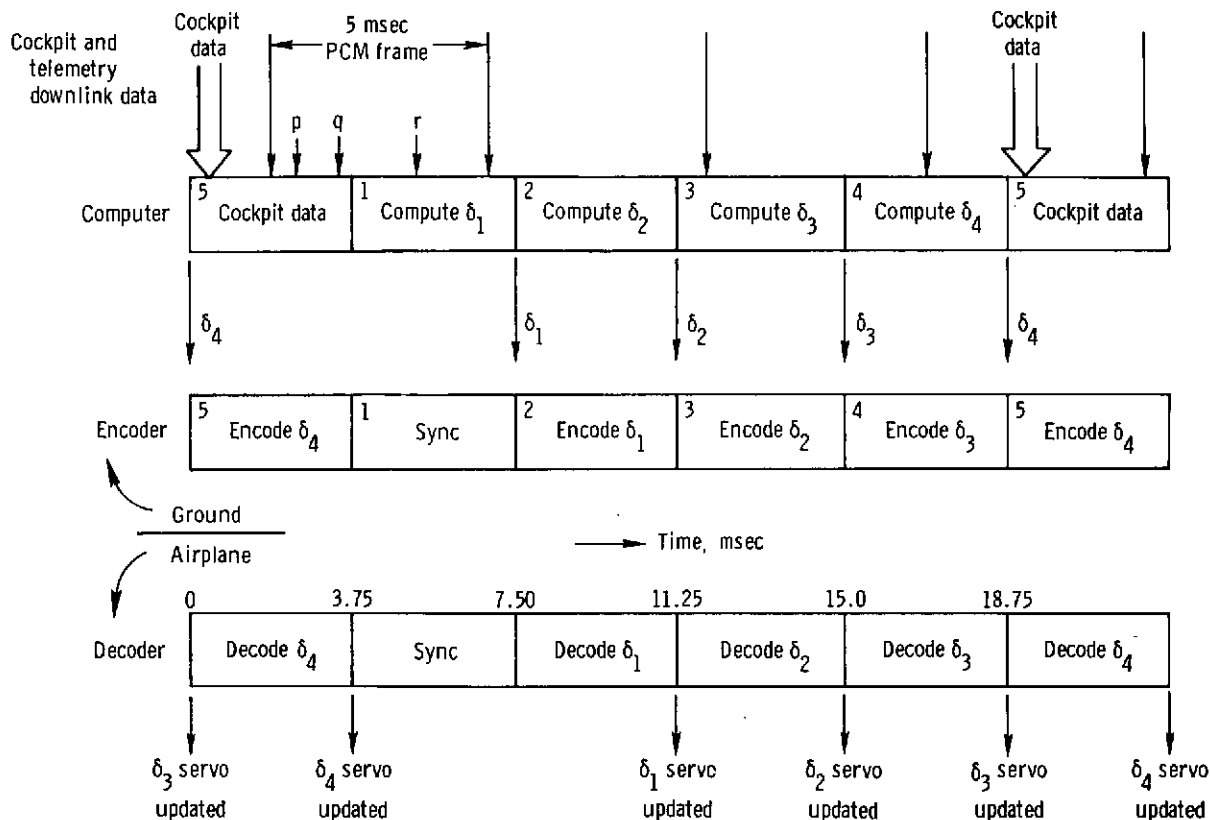 Cockpit and
telemetry
downlink data
Cockpit
data
5 msec
PCM frame
Cockpit
data
p q r
Computer
5 Cockpit data
1 Compute δ1
2 Compute δ2
3 Compute δ3
4 Compute δ4
5 Cockpit data
δ4 δ1 δ2 δ3 δ4
Encoder
5 Encode δ4
1 Sync
2 Encode δ1
3 Encode δ2
4 Encode δ3
5 Encode δ4
Ground
Airplane
Time, msec
0 3.75 7.50 11.25 15.0 18.75
Decoder
Decode δ4
Sync
Decode δ1
Decode δ2
Decode δ3
Decode δ4
δ3 servo
updated
δ4 servo
updated
δ1 servo
updated
δ2 servo
updated
δ3 servo
updated
δ4 servo
updated